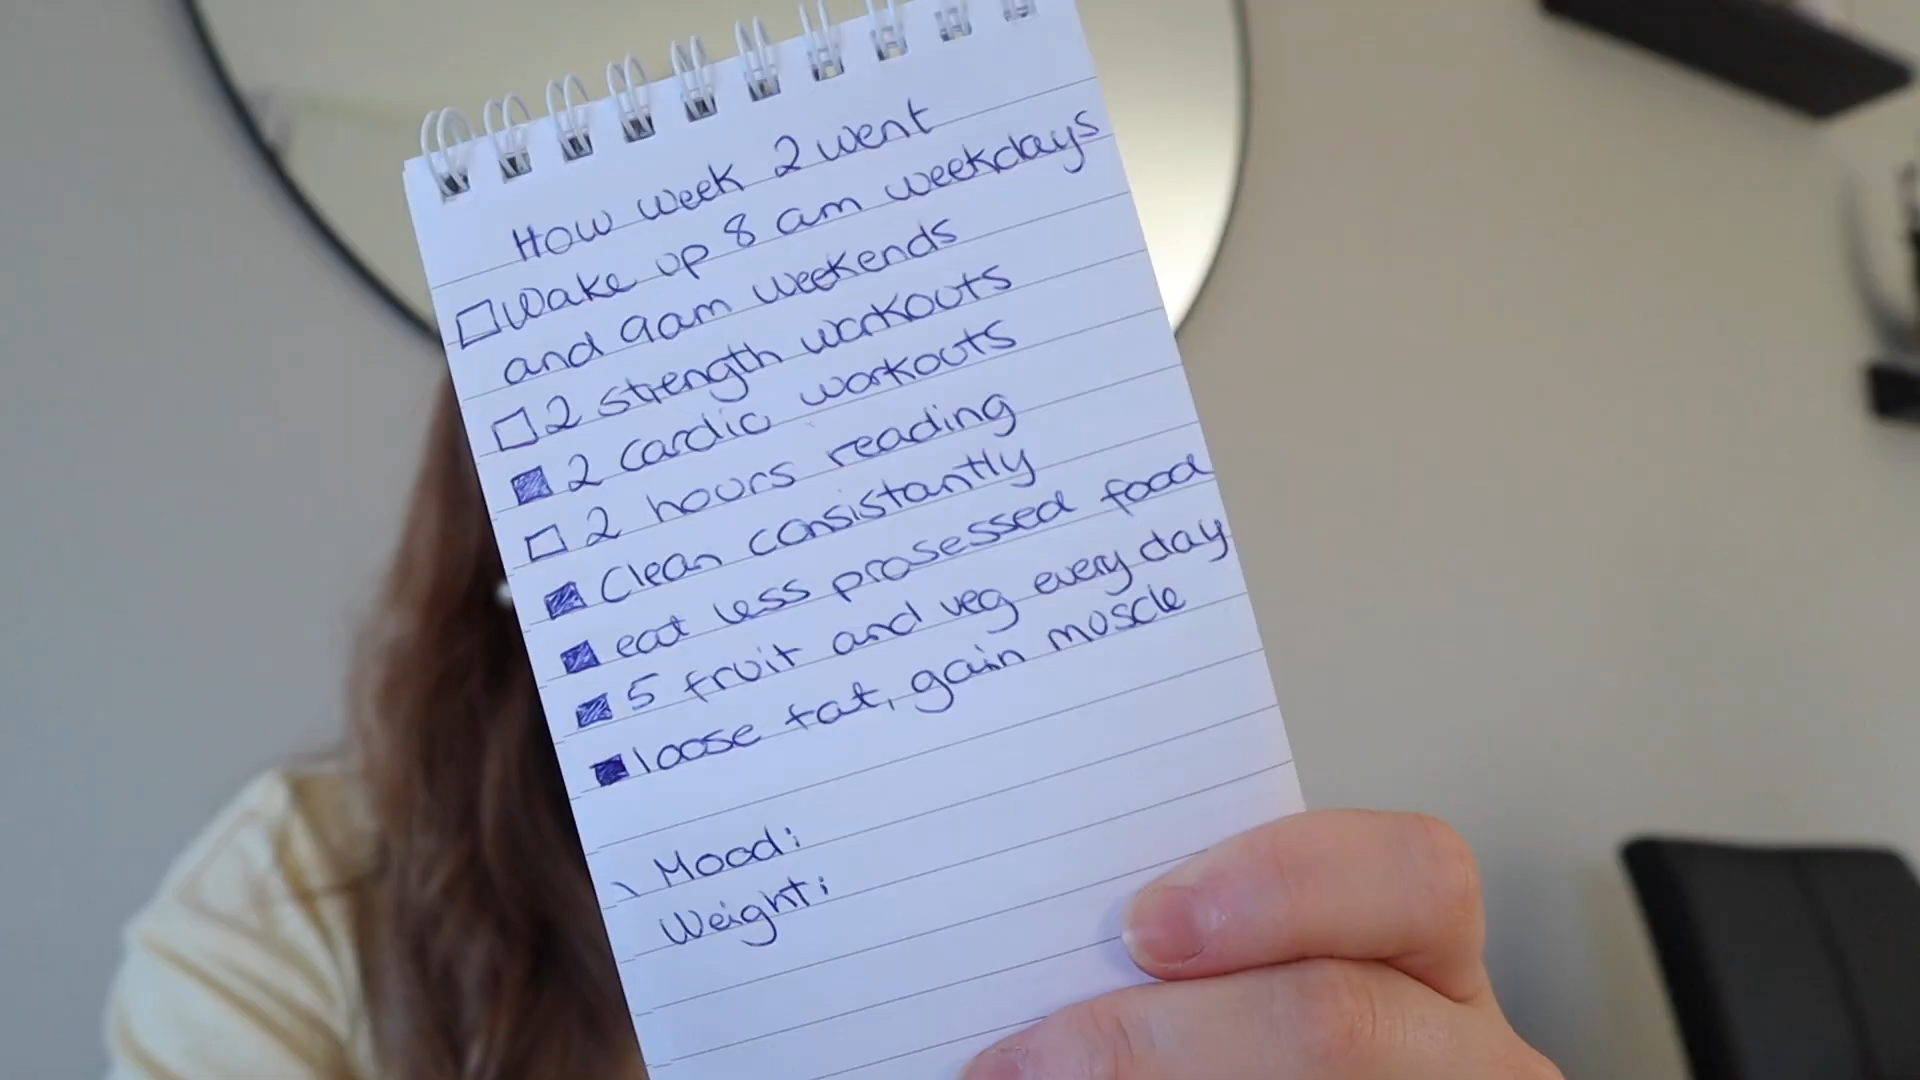 How week 2 went
Wake up 8 am weekdays
and 9am weekends
2 strength workouts
2 cardio workouts
2 hours reading
Clean consistantly
eat less prosessed food
5 fruit and veg every day
loose fat, gain muscle
Mood:
Weight: